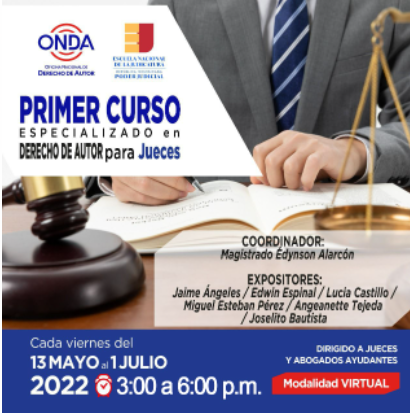 ONDA
OFICINA NACIONAL DE
DERECHO DE AUTOR
ESCUELA NACIONAL
DE LA JUDICATURA
PODER JUDICIAL
PRIMER CURSO
ESPECIALIZADO en
DERECHO DE AUTOR para Jueces
COORDINADOR:
Magistrado Édynson Alarcón
EXPOSITORES:
Jaime Ángeles / Edwin Espinal / Lucia Castillo /
Miguel Esteban Pérez / Angeanette Tejeda
/ Joselito Bautista
Cada viernes del
13 MAYO al 1 JULIO
2022 3:00 a 6:00 p.m.
DIRIGIDO A JUECES
Y ABOGADOS AYUDANTES
Modalidad VIRTUAL